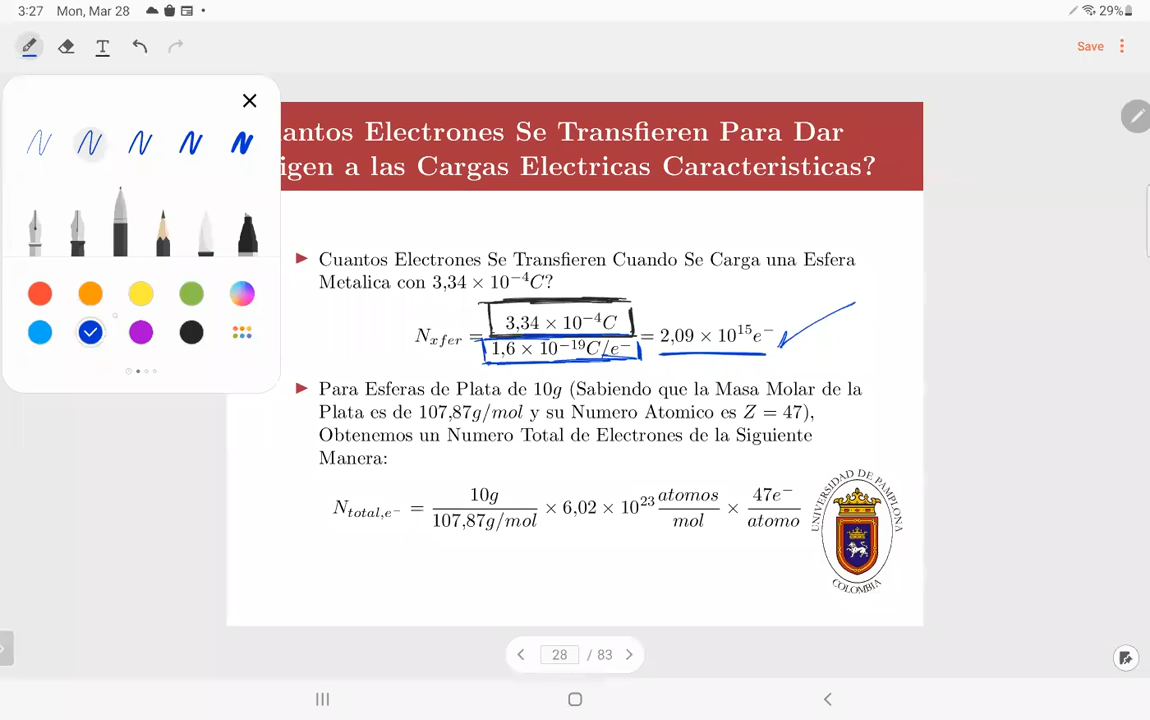 3:27 Mon, Mar 28
29%
T
Save
antos Electrones Se Transfieren Para Dar
igen a las Cargas Electricas Caracteristicas?
Cuantos Electrones Se Transfieren Cuando Se Carga una Esfera
Metalica con 3,34 × 10⁻⁴C?
N_xfer = 3,34 × 10⁻⁴C / 1,6 × 10⁻¹⁹C/e⁻ = 2,09 × 10¹⁵e⁻
Para Esferas de Plata de 10g (Sabiendo que la Masa Molar de la
Plata es de 107,87g/mol y su Numero Atomico es Z = 47),
Obtenemos un Numero Total de Electrones de la Siguiente
Manera:
N_total,e⁻ = 10g / 107,87g/mol × 6,02 × 10²³ atomos / mol × 47e⁻ / atomo
UNIVERSIDAD DE PAMPLONA
COLOMBIA
28 / 83